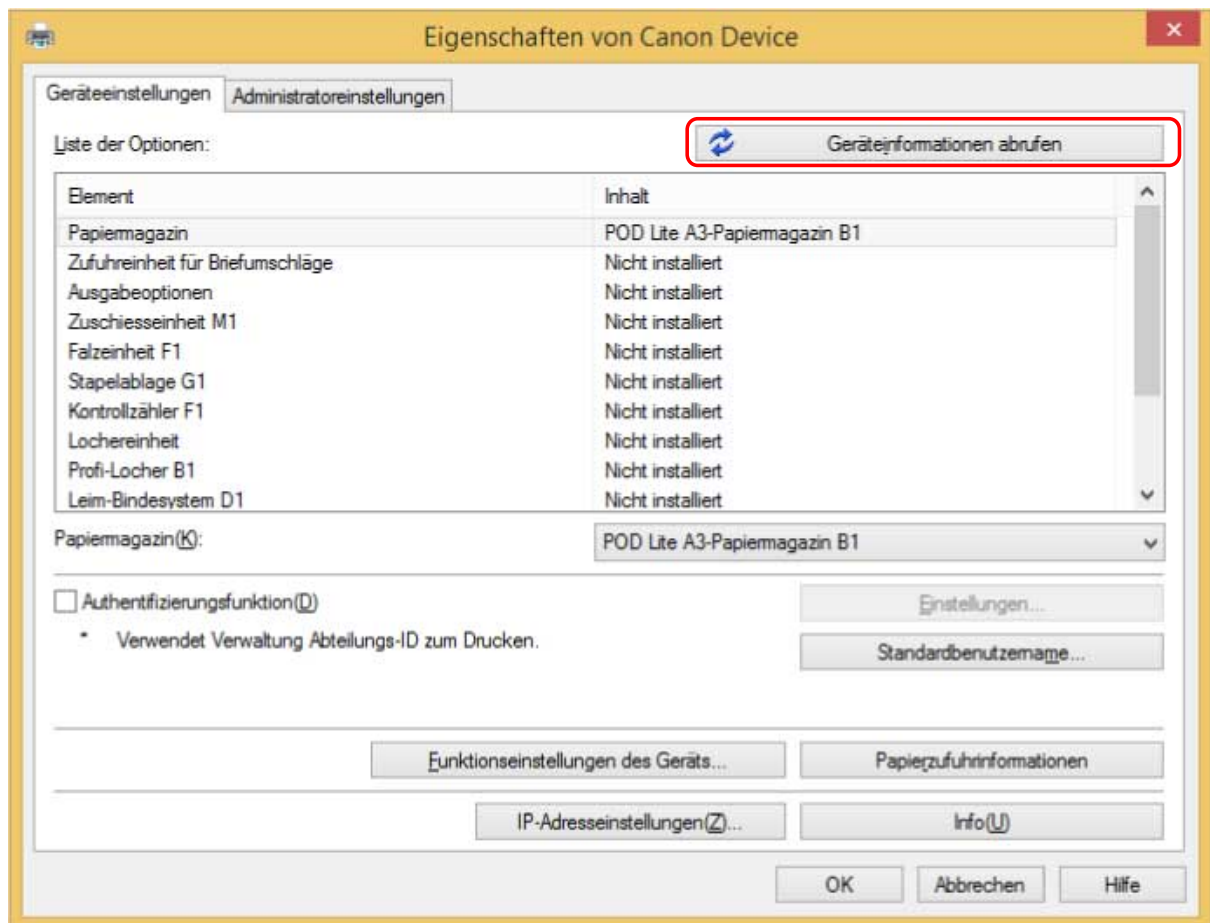 Eigenschaften von Canon Device
Geräteeinstellungen Administratoreinstellungen
Liste der Optionen: Geräteinformationen abrufen
Element Inhalt
Papiermagazin POD Lite A3-Papiermagazin B1
Zufuhreinheit für Briefumschläge Nicht installiert
Ausgabeoptionen Nicht installiert
Zuschiesseinheit M1 Nicht installiert
Falzeinheit F1 Nicht installiert
Stapelablage G1 Nicht installiert
Kontrollzähler F1 Nicht installiert
Lochereinheit Nicht installiert
Profi-Locher B1 Nicht installiert
Leim-Bindesystem D1 Nicht installiert
Papiermagazin(K): POD Lite A3-Papiermagazin B1
Authentifizierungsfunktion(D) Einstellungen...
* Verwendet Verwaltung Abteilungs-ID zum Drucken.
Standardbenutzername...
Funktionseinstellungen des Geräts... Papierzufuhrinformationen
IP-Adresseinstellungen(Z)... Info(U)
OK Abbrechen Hilfe